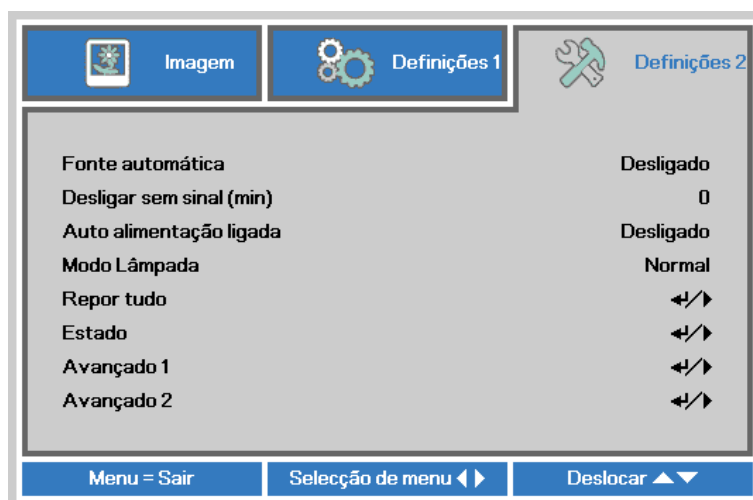 Imagem Definições 1 Definições 2
Fonte automática Desligado
Desligar sem sinal (min) 0
Auto alimentação ligada Desligado
Modo Lâmpada Normal
Repor tudo
Estado
Avançado 1
Avançado 2
Menu = Sair Selecção de menu Deslocar